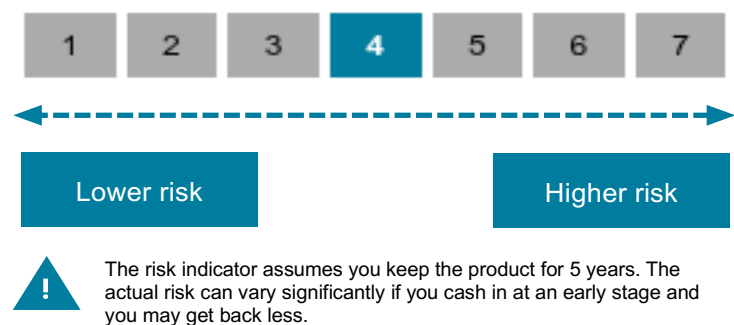 1 2 3 4 5 6 7
Lower risk Higher risk
!
The risk indicator assumes you keep the product for 5 years. The
actual risk can vary significantly if you cash in at an early stage and
you may get back less.